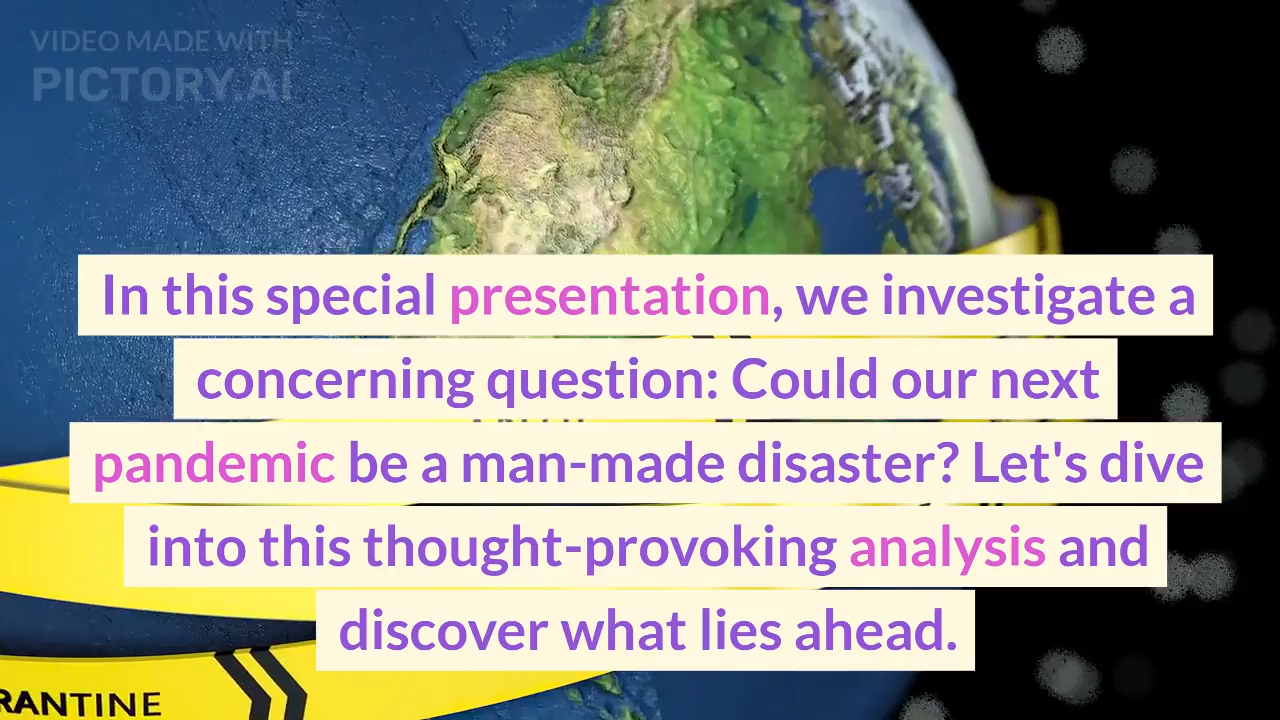 VIDEO MADE WITH
PICTORY.AI
In this special presentation, we investigate a
concerning question: Could our next
pandemic be a man-made disaster? Let's dive
into this thought-provoking analysis and
discover what lies ahead.
RANTINE